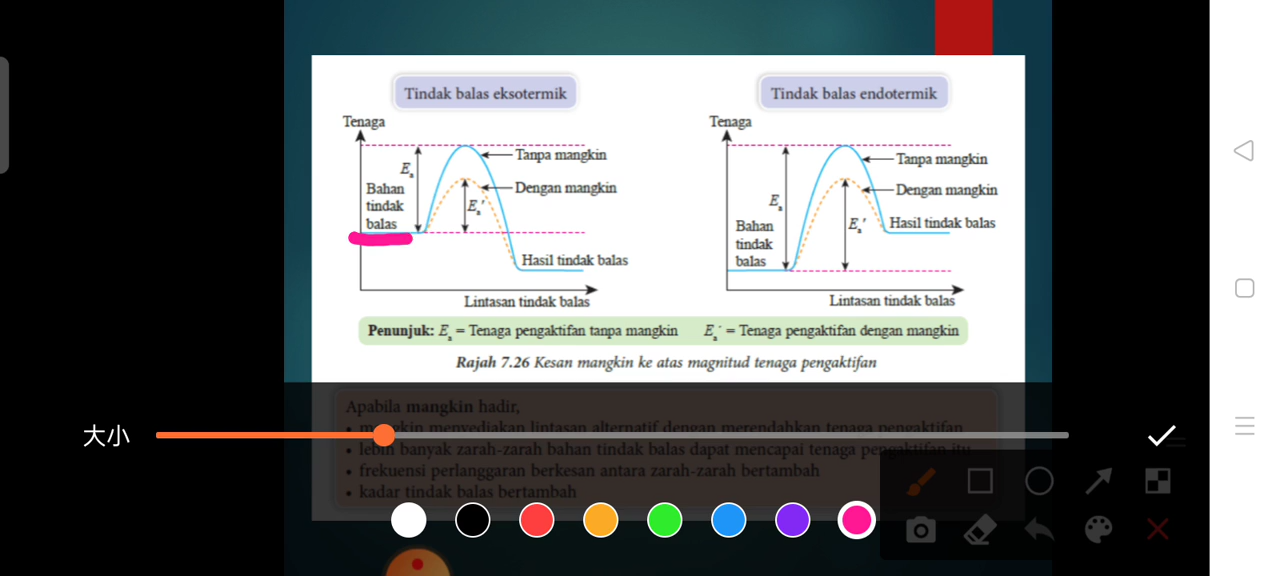 Tindak balas eksotermik
Tenaga
Eₐ
Tanpa mangkin
Bahan
tindak
balas
Dengan mangkin
Eₐ′
Hasil tindak balas
Lintasan tindak balas
Tindak balas endotermik
Tenaga
Tanpa mangkin
Dengan mangkin
Eₐ
Eₐ′
Hasil tindak balas
Bahan
tindak
balas
Lintasan tindak balas
Penunjuk: Eₐ = Tenaga pengaktifan tanpa mangkin Eₐ′ = Tenaga pengaktifan dengan mangkin
Rajah 7.26 Kesan mangkin ke atas magnitud tenaga pengaktifan
Apabila mangkin hadir,
• mangkin menyediakan lintasan alternatif dengan merendahkan tenaga pengaktifan
• lebih banyak zarah-zarah bahan tindak balas dapat mencapai tenaga pengaktifan itu
• frekuensi perlanggaran berkesan antara zarah-zarah bertambah
• kadar tindak balas bertambah
大小